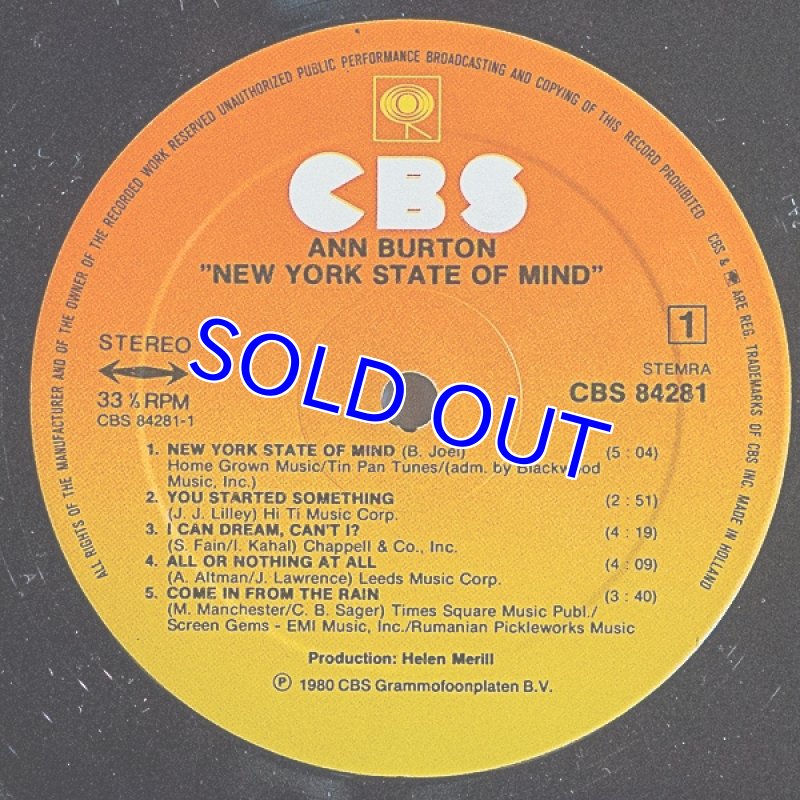 ALL RIGHTS OF THE MANUFACTURER AND OF THE OWNER OF THE RECORDED WORK RESERVED UNAUTHORIZED PUBLIC PERFORMANCE BROADCASTING AND COPYING OF THIS RECORD PROHIBITED
CBS & ARE REG. TRADEMARKS OF CBS INC. MADE IN HOLLAND
CBS
ANN BURTON
"NEW YORK STATE OF MIND"
1
STEREO
STEMRA
33 ⅓ RPM
CBS 84281
CBS 84281-1
SOLD OUT
1. NEW YORK STATE OF MIND (B. Joel) (5 : 04)
Home Grown Music/Tin Pan Tunes/(adm. by Blackwood
Music, Inc.)
2. YOU STARTED SOMETHING (2 : 51)
(J. J. Lilley) Hi Ti Music Corp.
3. I CAN DREAM, CAN'T I? (4 : 19)
(S. Fain/I. Kahal) Chappell & Co., Inc.
4. ALL OR NOTHING AT ALL (4 : 09)
(A. Altman/J. Lawrence) Leeds Music Corp.
5. COME IN FROM THE RAIN (3 : 40)
(M. Manchester/C. B. Sager) Times Square Music Publ./
Screen Gems - EMI Music, Inc./Rumanian Pickleworks Music
Production: Helen Merill
℗ 1980 CBS Grammofoonplaten B.V.